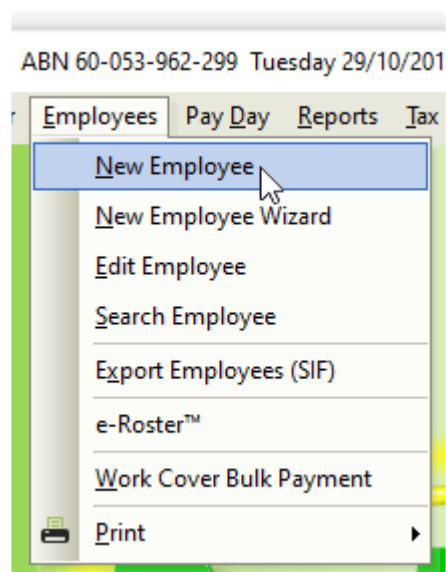 ABN 60-053-962-299 Tuesday 29/10/201
r Employees Pay Day Reports Tax
New Employee
New Employee Wizard
Edit Employee
Search Employee
Export Employees (SIF)
e-Roster™
Work Cover Bulk Payment
Print